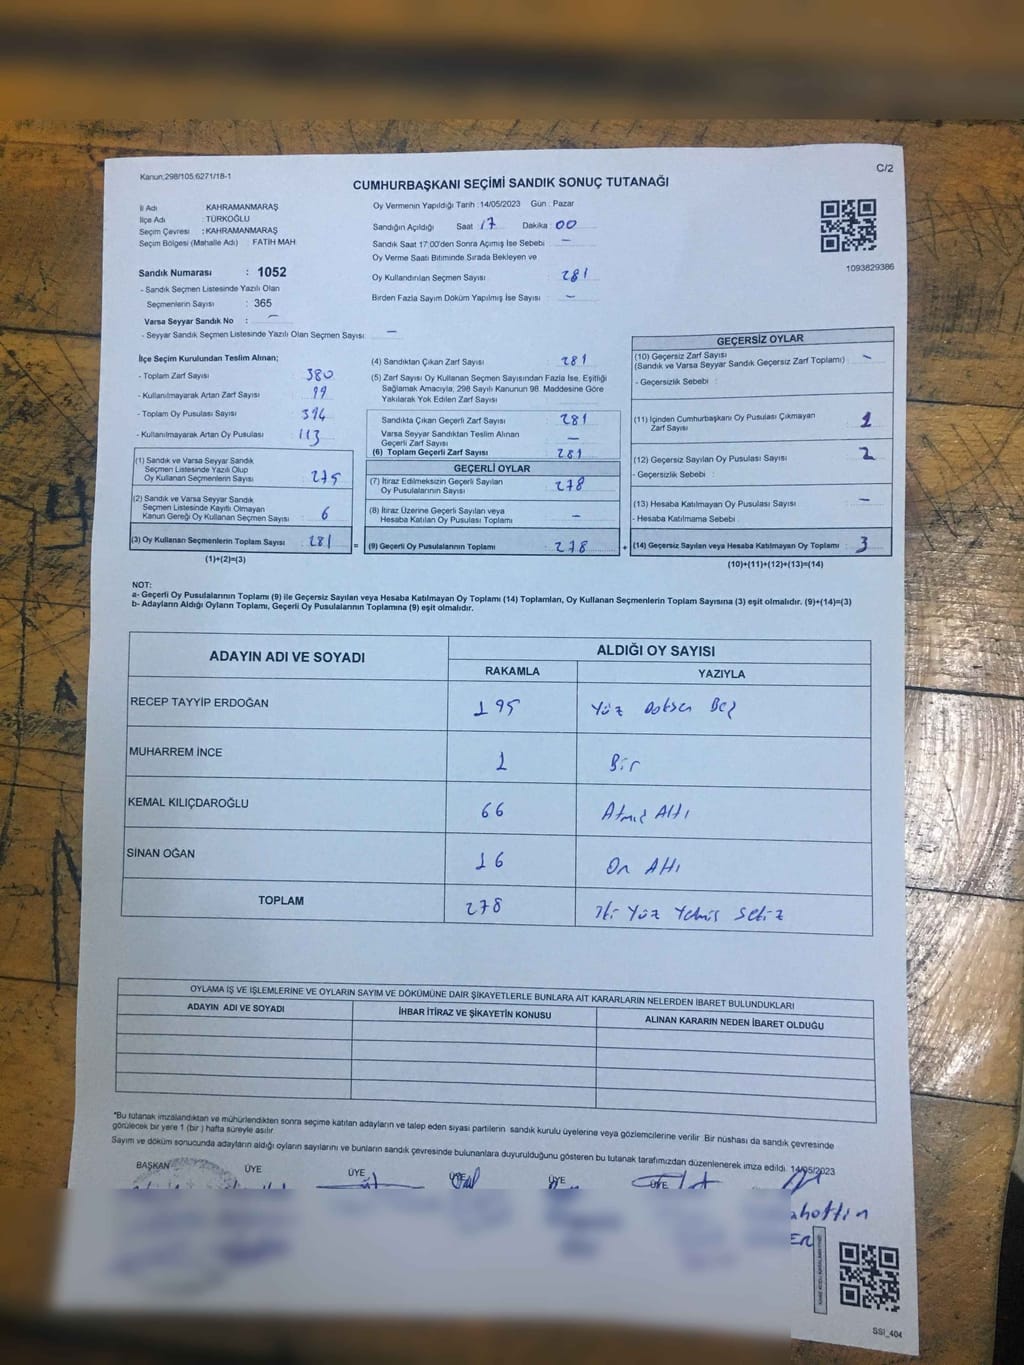 Kanun:298/105;6271/18-1
C/2
CUMHURBAŞKANI SEÇİMİ SANDIK SONUÇ TUTANAĞI
İl Adı : KAHRAMANMARAŞ
İlçe Adı : TÜRKOĞLU
Seçim Çevresi : KAHRAMANMARAŞ
Seçim Bölgesi (Mahalle Adı) : FATİH MAH
Sandık Numarası : 1052
- Sandık Seçmen Listesinde Yazılı Olan
Seçmenlerin Sayısı : 365
Varsa Seyyar Sandık No : –
- Seyyar Sandık Seçmen Listesinde Yazılı Olan Seçmen Sayısı : –
Oy Vermenin Yapıldığı Tarih : 14/05/2023 Gün : Pazar
Sandığın Açıldığı Saat 17 Dakika 00
Sandık Saat 17:00'den Sonra Açımış İse Sebebi : –
Oy Verme Saati Bitiminde Sırada Bekleyen ve
Oy Kullandırılan Seçmen Sayısı : 281
Birden Fazla Sayım Döküm Yapılmış İse Sayısı : –
1093829386
İlçe Seçim Kurulundan Teslim Alınan;
- Toplam Zarf Sayısı : 380
- Kullanılmayarak Artan Zarf Sayısı : 99
- Toplam Oy Pusulası Sayısı : 394
- Kullanılmayarak Artan Oy Pusulası : 113
(1) Sandık ve Varsa Seyyar Sandık
Seçmen Listesinde Yazılı Olup
Oy Kullanan Seçmenlerin Sayısı : 275
(2) Sandık ve Varsa Seyyar Sandık
Seçmen Listesinde Kayıtlı Olmayan
Kanun Gereği Oy Kullanan Seçmen Sayısı : 6
(3) Oy Kullanan Seçmenlerin Toplam Sayısı : 281
(1)+(2)=(3)
(4) Sandıktan Çıkan Zarf Sayısı : 281
(5) Zarf Sayısı Oy Kullanan Seçmen Sayısından Fazla İse, Eşitliği
Sağlamak Amacıyla, 298 Sayılı Kanunun 98. Maddesine Göre
Yakılarak Yok Edilen Zarf Sayısı :
Sandıkta Çıkan Geçerli Zarf Sayısı : 281
Varsa Seyyar Sandıktan Teslim Alınan
Geçerli Zarf Sayısı : –
(6) Toplam Geçerli Zarf Sayısı : 281
GEÇERLİ OYLAR
(7) İtiraz Edilmeksizin Geçerli Sayılan
Oy Pusulalarının Sayısı : 278
(8) İtiraz Üzerine Geçerli Sayılan veya
Hesaba Katılan Oy Pusulası Toplamı : –
= (9) Geçerli Oy Pusulalarının Toplamı : 278
GEÇERSİZ OYLAR
(10) Geçersiz Zarf Sayısı : –
(Sandık ve Varsa Seyyar Sandık Geçersiz Zarf Toplamı)
- Geçersizlik Sebebi :
(11) İçinden Cumhurbaşkanı Oy Pusulası Çıkmayan
Zarf Sayısı : 1
(12) Geçersiz Sayılan Oy Pusulası Sayısı : 2
- Geçersizlik Sebebi :
(13) Hesaba Katılmayan Oy Pusulası Sayısı : –
- Hesaba Katılmama Sebebi :
+ (14) Geçersiz Sayılan veya Hesaba Katılmayan Oy Toplamı : 3
(10)+(11)+(12)+(13)=(14)
NOT:
a- Geçerli Oy Pusulalarının Toplamı (9) ile Geçersiz Sayılan veya Hesaba Katılmayan Oy Toplamı (14) Toplamları, Oy Kullanan Seçmenlerin Toplam Sayısına (3) eşit olmalıdır. (9)+(14)=(3)
b- Adayların Aldığı Oyların Toplamı, Geçerli Oy Pusulalarının Toplamına (9) eşit olmalıdır.
ADAYIN ADI VE SOYADI
ALDIĞI OY SAYISI
RAKAMLA YAZIYLA
RECEP TAYYİP ERDOĞAN 195 Yüz Doksan Beş
MUHARREM İNCE 1 Bir
KEMAL KILIÇDAROĞLU 66 Atmış Altı
SİNAN OĞAN 16 On Altı
TOPLAM 278 İki Yüz Yetmiş Sekiz
OYLAMA İŞ VE İŞLEMLERİNE VE OYLARIN SAYIM VE DÖKÜMÜNE DAİR ŞİKAYETLERLE BUNLARA AİT KARARLARIN NELERDEN İBARET BULUNDUKLARI
ADAYIN ADI VE SOYADI İHBAR İTİRAZ VE ŞİKAYETİN KONUSU ALINAN KARARIN NEDEN İBARET OLDUĞU
*Bu tutanak imzalandıktan ve mühürlendikten sonra seçime katılan adayların ve talep eden siyasi partilerin sandık kurulu üyelerine veya gözlemcilerine verilir. Bir nüshası da sandık çevresinde
görülecek bir yere 1 (bir ) hafta süreyle asılır.
Sayım ve döküm sonucunda adayların aldığı oyların sayılarını ve bunların sandık çevresinde bulunanlara duyurulduğunu gösteren bu tutanak tarafımızdan düzenlenerek imza edildi. 14/05/2023
BAŞKAN ÜYE ÜYE ÜYE ÜYE ÜYE
SSI_404